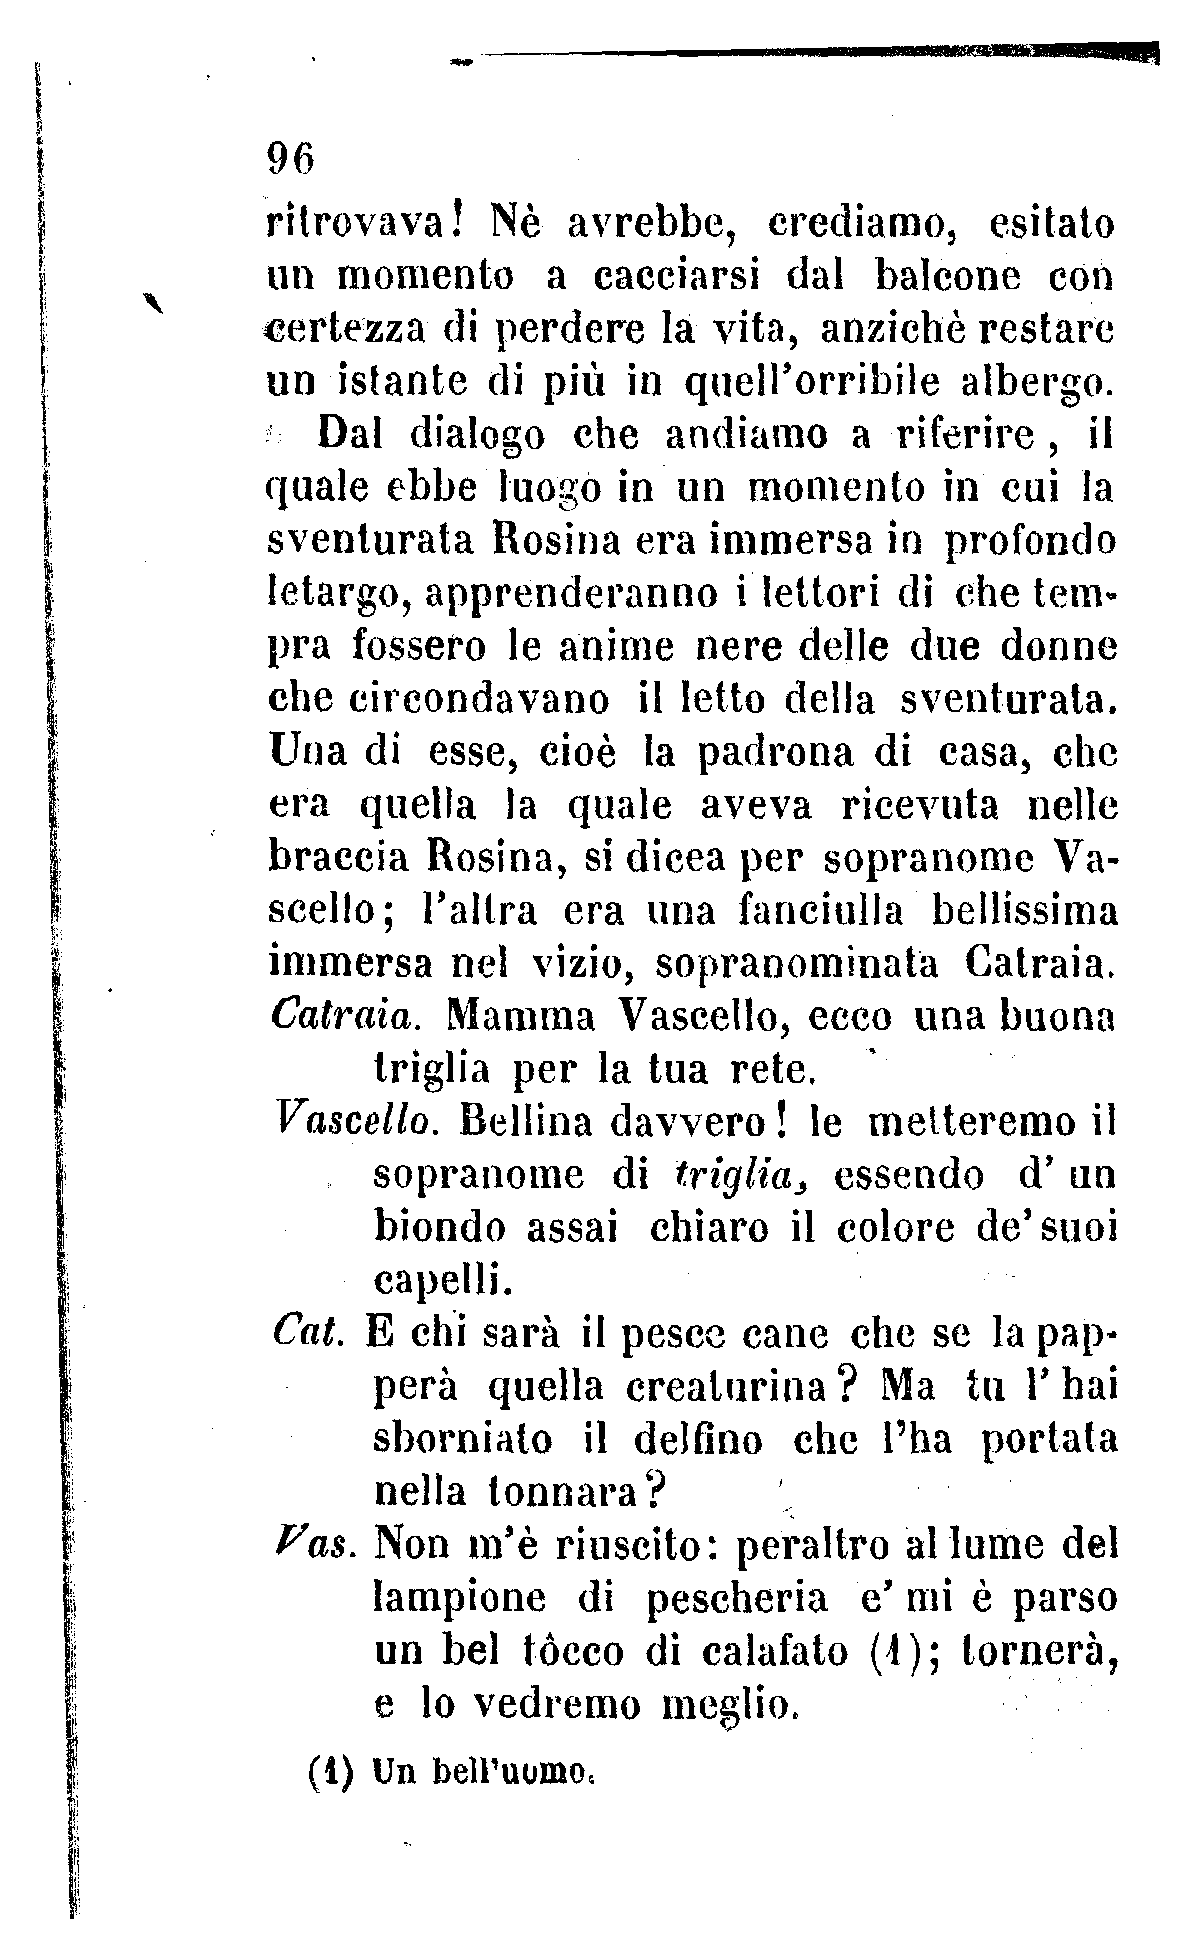 96
ritrovava! Nè avrebbe, crediamo, esitato
un momento a cacciarsi dal balcone con
certezza di perdere la vita, anzichè restare
un istante di più in quell'orribile albergo.
Dal dialogo che andiamo a riferire, il
quale ebbe luogo in un momento in cui la
sventurata Rosina era immersa in profondo
letargo, apprenderanno i lettori di che tem-
pra fossero le anime nere delle due donne
che circondavano il letto della sventurata.
Una di esse, cioè la padrona di casa, che
era quella la quale aveva ricevuta nelle
braccia Rosina, si dicea per sopranome Va-
scello; l'altra era una fanciulla bellissima
immersa nel vizio, sopranominata Catraia.
Catraia. Mamma Vascello, ecco una buona
triglia per la tua rete.
Vascello. Bellina davvero! le metteremo il
sopranome di triglia, essendo d' un
biondo assai chiaro il colore de' suoi
capelli.
Cat. E chi sarà il pesce cane che se la pap-
perà quella creaturina? Ma tu l' hai
sborniato il delfino che l'ha portata
nella tonnara?
Vas. Non m'è riuscito: peraltro al lume del
lampione di pescheria e' mi è parso
un bel tôcco di calafato (1); tornerà,
e lo vedremo meglio.
(1) Un bell'uomo.